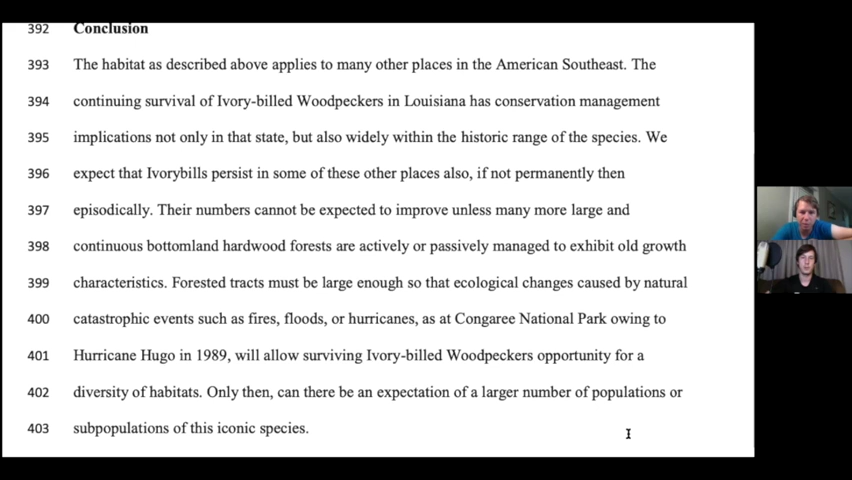 392 Conclusion
393 The habitat as described above applies to many other places in the American Southeast. The
394 continuing survival of Ivory-billed Woodpeckers in Louisiana has conservation management
395 implications not only in that state, but also widely within the historic range of the species. We
396 expect that Ivorybills persist in some of these other places also, if not permanently then
397 episodically. Their numbers cannot be expected to improve unless many more large and
398 continuous bottomland hardwood forests are actively or passively managed to exhibit old growth
399 characteristics. Forested tracts must be large enough so that ecological changes caused by natural
400 catastrophic events such as fires, floods, or hurricanes, as at Congaree National Park owing to
401 Hurricane Hugo in 1989, will allow surviving Ivory-billed Woodpeckers opportunity for a
402 diversity of habitats. Only then, can there be an expectation of a larger number of populations or
403 subpopulations of this iconic species.